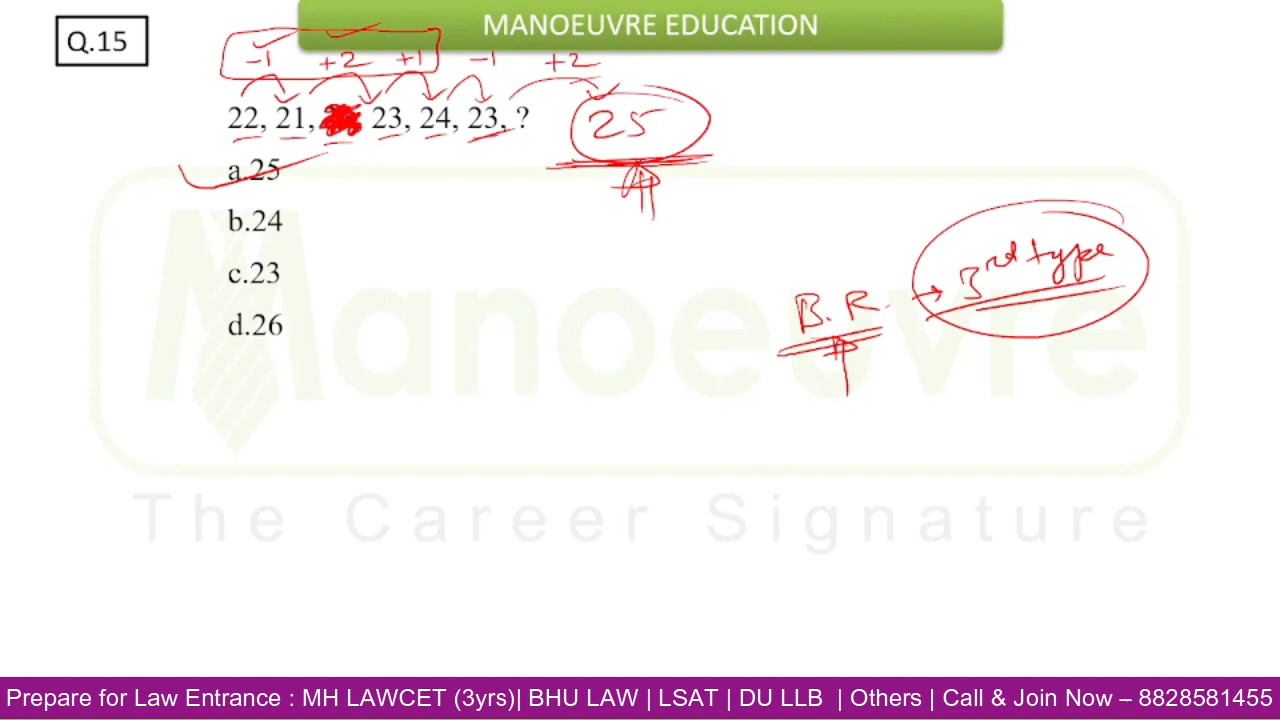 MANOEUVRE EDUCATION
Q.15
-1 +2 +1 -1 +2
22, 21, 23, 24, 23, ? 25
a.25
b.24
c.23
d.26
B.R. → 3rd type
Manoeuvre
The Career Signature
Prepare for Law Entrance : MH LAWCET (3yrs)| BHU LAW | LSAT | DU LLB | Others | Call & Join Now – 8828581455